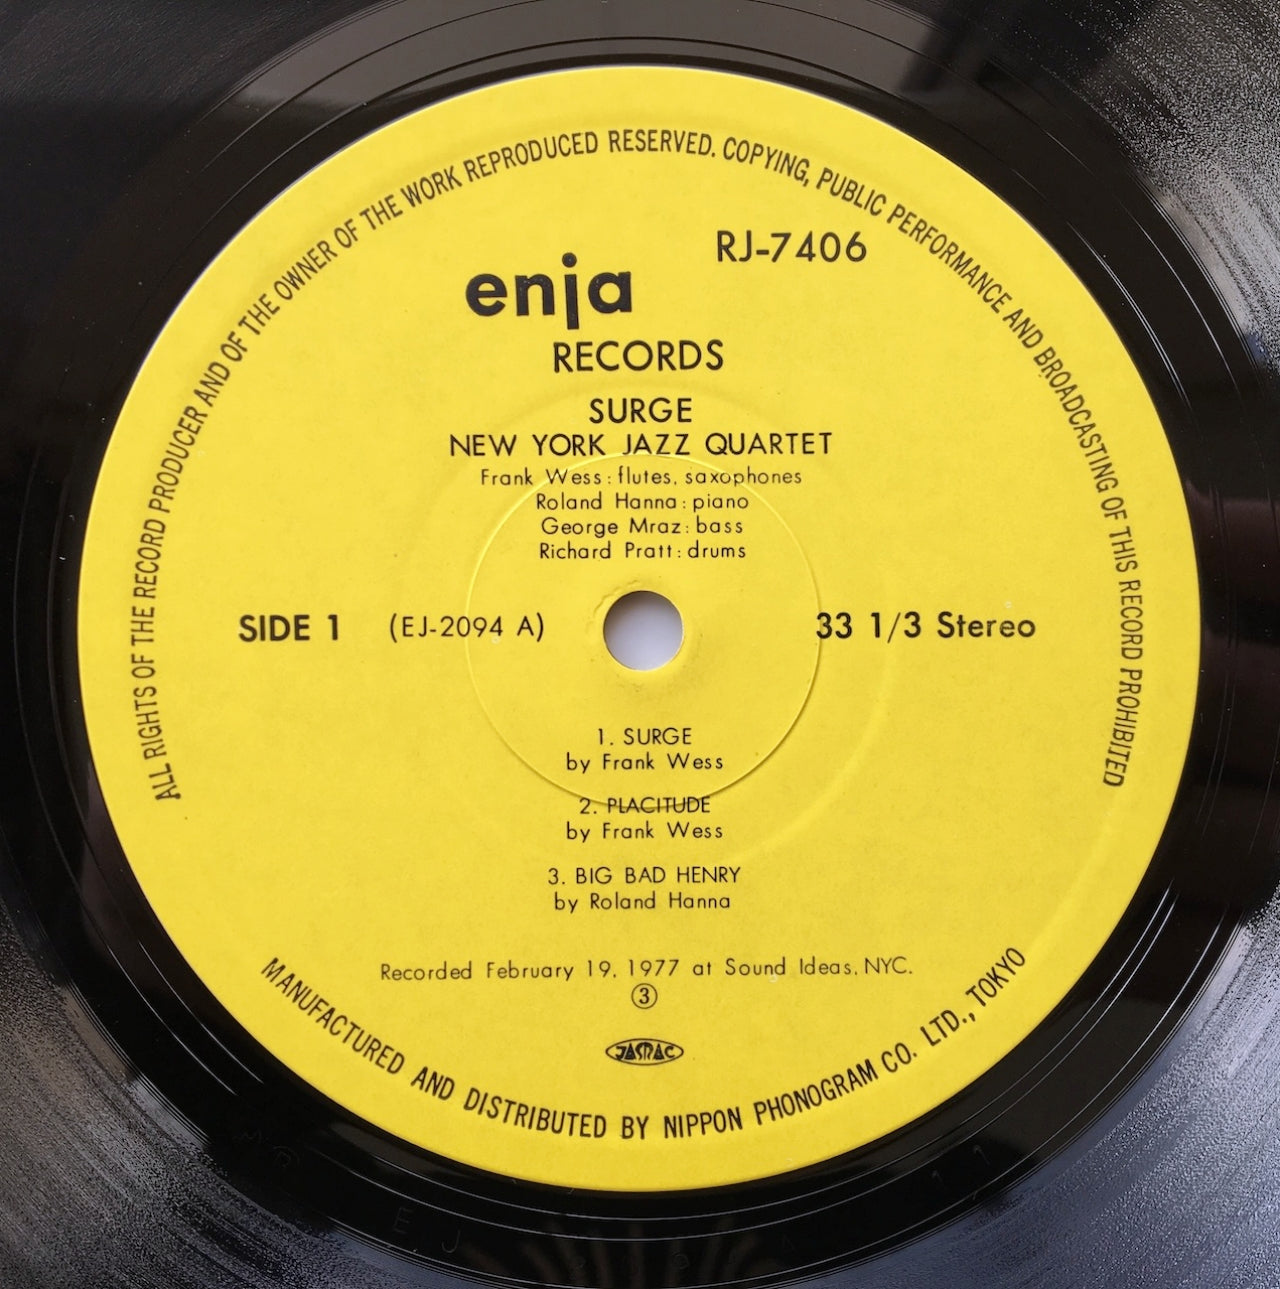 ALL RIGHTS OF THE RECORD PRODUCER AND OF THE OWNER OF THE WORK REPRODUCED RESERVED. COPYING, PUBLIC PERFORMANCE AND BROADCASTING OF THIS RECORD PROHIBITED
RJ-7406
enja
RECORDS
SURGE
NEW YORK JAZZ QUARTET
Frank Wess : flutes, saxophones
Roland Hanna : piano
George Mraz : bass
Richard Pratt : drums
SIDE 1 (EJ-2094 A) 33 1/3 Stereo
1. SURGE
by Frank Wess
2. PLACITUDE
by Frank Wess
3. BIG BAD HENRY
by Roland Hanna
Recorded February 19, 1977 at Sound Ideas, NYC.
③
JASRAC
MANUFACTURED AND DISTRIBUTED BY NIPPON PHONOGRAM CO. LTD., TOKYO